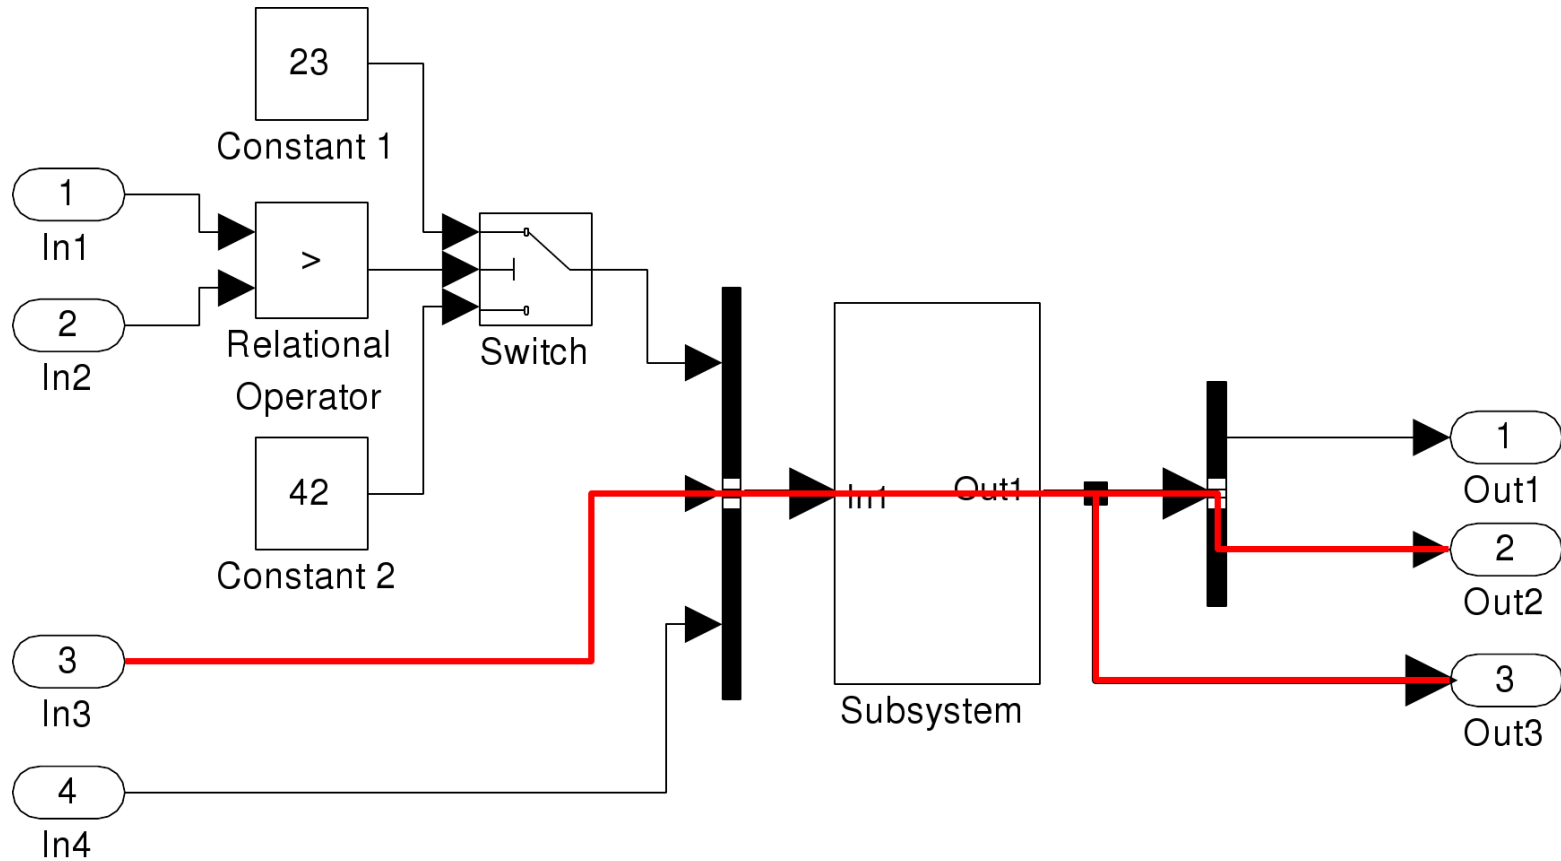 23
Constant 1
1
In1
>
2
In2
Relational
Operator
Switch
42
Constant 2
3
In3
4
In4
In1
Out1
Subsystem
1
Out1
2
Out2
3
Out3